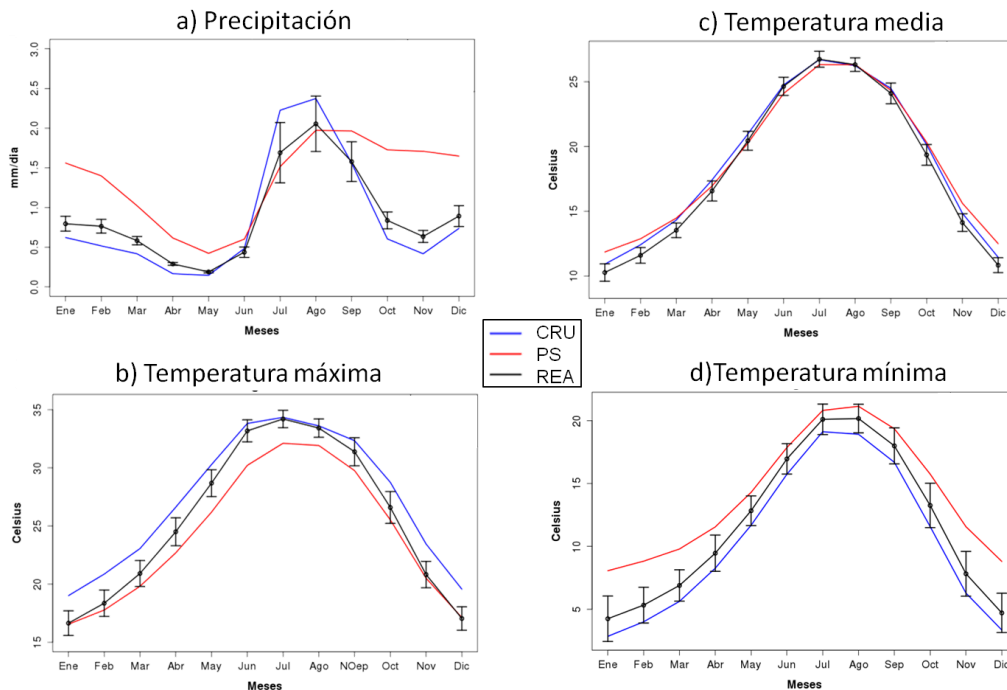 a) Precipitación
3.0
2.5
2.0
1.5
1.0
0.5
0.0
mm/dia
Ene Feb Mar Abr May Jun Jul Ago Sep Oct Nov Dic
Meses
c) Temperatura media
25
20
15
10
Celsius
Ene Feb Mar Abr May Jun Jul Ago Sep Oct Nov Dic
Meses
CRU
PS
REA
b) Temperatura máxima
35
30
25
20
15
Celsius
Ene Feb Mar Abr May Jun Jul Ago NOep Oct Nov Dic
Meses
d)Temperatura mínima
20
15
10
5
Celsius
Ene Feb Mar Abr May Jun Jul Ago Sep Oct Nov Dic
Meses